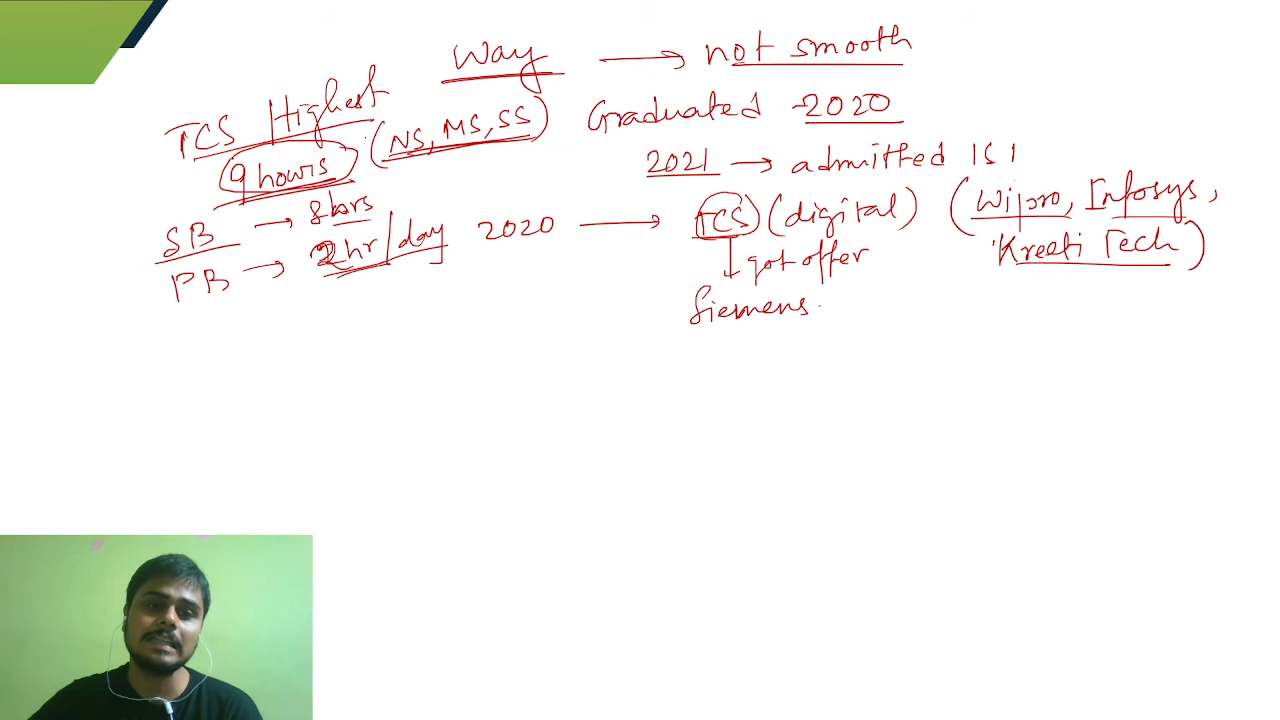 Way → not smooth
TCS Highest
(NS, MS, SS)
9 hours
SB → 8 hrs
PB → 2 hr/day
Graduated -2020
2021 → admitted ISI
2020 → TCS (digital) (Wipro, Infosys,
Kreeti Tech)
↓ got offer
Siemens.